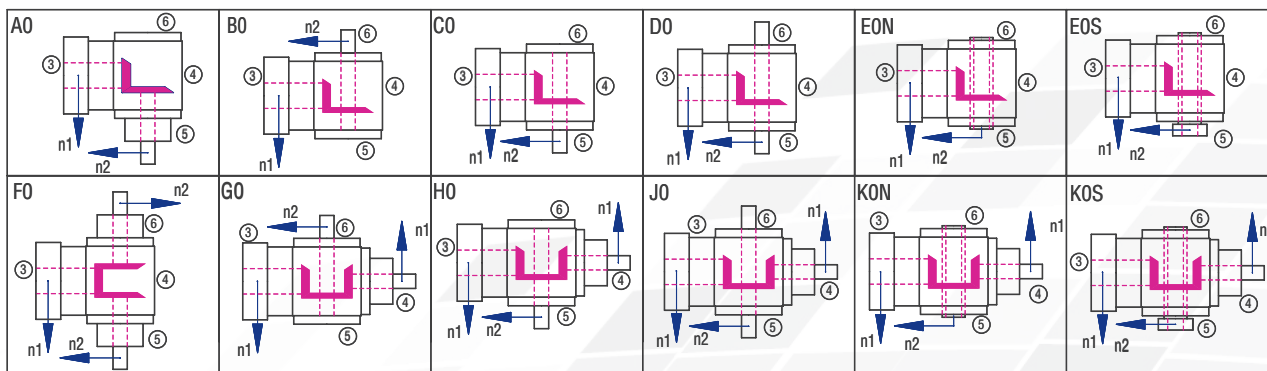 A0
⑥
③
④
⑤
n1
n2
B0
n2
⑥
③
④
⑤
n1
C0
⑥
③
④
⑤
n1
n2
D0
⑥
③
④
⑤
n1
n2
E0N
⑥
③
④
⑤
n1
n2
E0S
⑥
③
④
⑤
n1 n2
F0
n2
⑥
③
④
⑤
n1
n2
G0
n2
⑥
③
n1
④
⑤
n1
H0
⑥
n1
③
④
⑤
n1
n2
J0
③
⑥
n1
④
⑤
n1
n2
K0N
③
⑥
n1
④
⑤
n1
n2
K0S
⑥
n
③
④
⑤
n1
n2